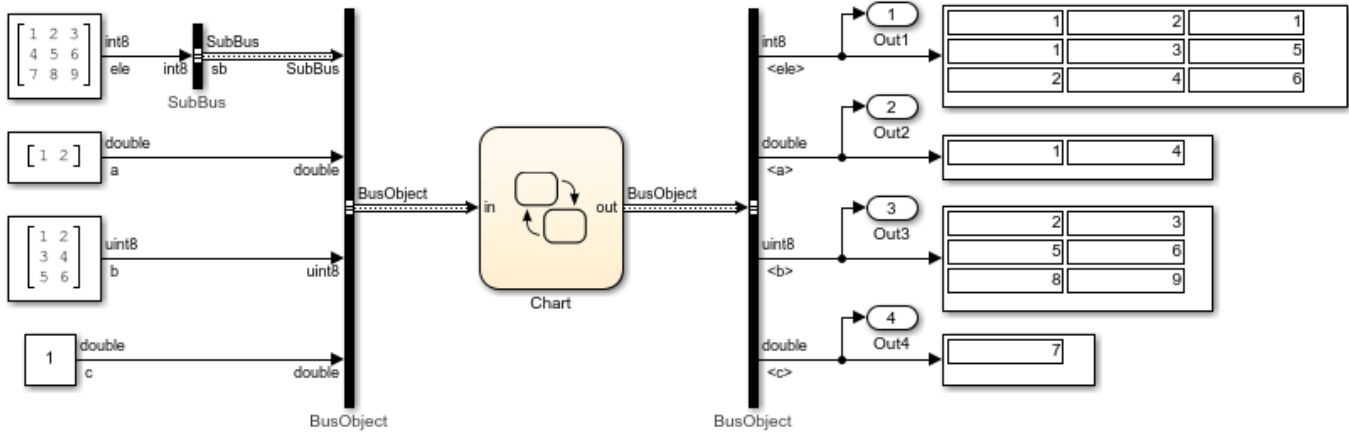 1 2 3
4 5 6
7 8 9
int8
ele
int8
SubBus
SubBus
sb
SubBus
[ 1 2 ]
double
a
double
1 2
3 4
5 6
uint8
b
uint8
1
double
c
double
BusObject
BusObject
in
out
Chart
BusObject
BusObject
int8
<ele>
1
Out1
1 2 1
1 3 5
2 4 6
double
<a>
2
Out2
1 4
uint8
<b>
3
Out3
2 3
5 6
8 9
double
<c>
4
Out4
7